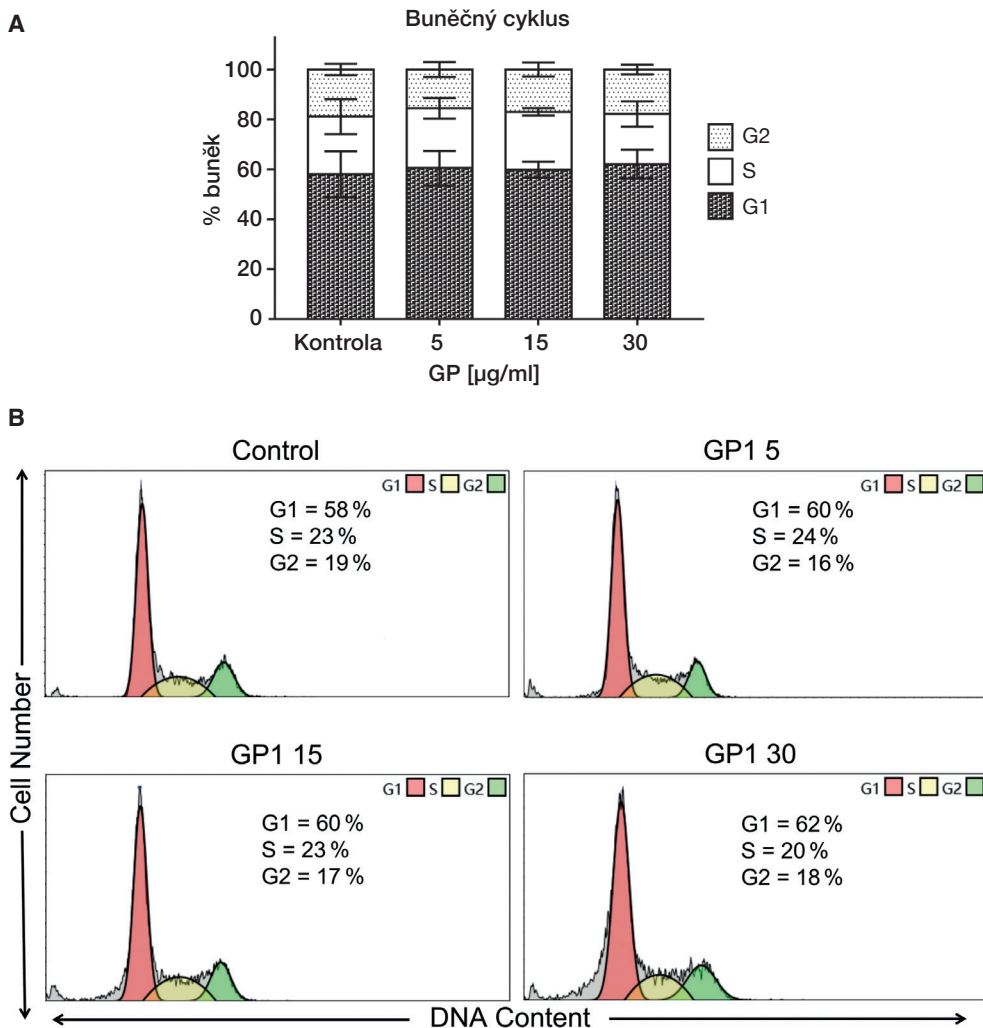 A
Buněčný cyklus
100
80
60
40
20
0
% buněk
Kontrola 5 15 30
GP [µg/ml]
G2
S
G1
B
Control
G1 S G2
G1 = 58 %
S = 23 %
G2 = 19 %
GP1 5
G1 S G2
G1 = 60 %
S = 24 %
G2 = 16 %
GP1 15
G1 S G2
G1 = 60 %
S = 23 %
G2 = 17 %
GP1 30
G1 S G2
G1 = 62 %
S = 20 %
G2 = 18 %
Cell Number
DNA Content